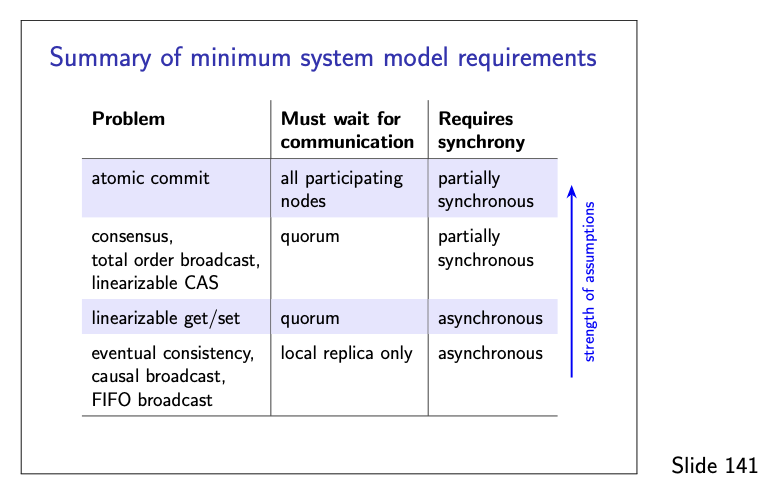 Summary of minimum system model requirements
Problem
Must wait for
communication
Requires
synchrony
atomic commit
all participating
nodes
partially
synchronous
consensus,
total order broadcast,
linearizable CAS
quorum
partially
synchronous
linearizable get/set
quorum
asynchronous
eventual consistency,
causal broadcast,
FIFO broadcast
local replica only
asynchronous
strength of assumptions
Slide 141